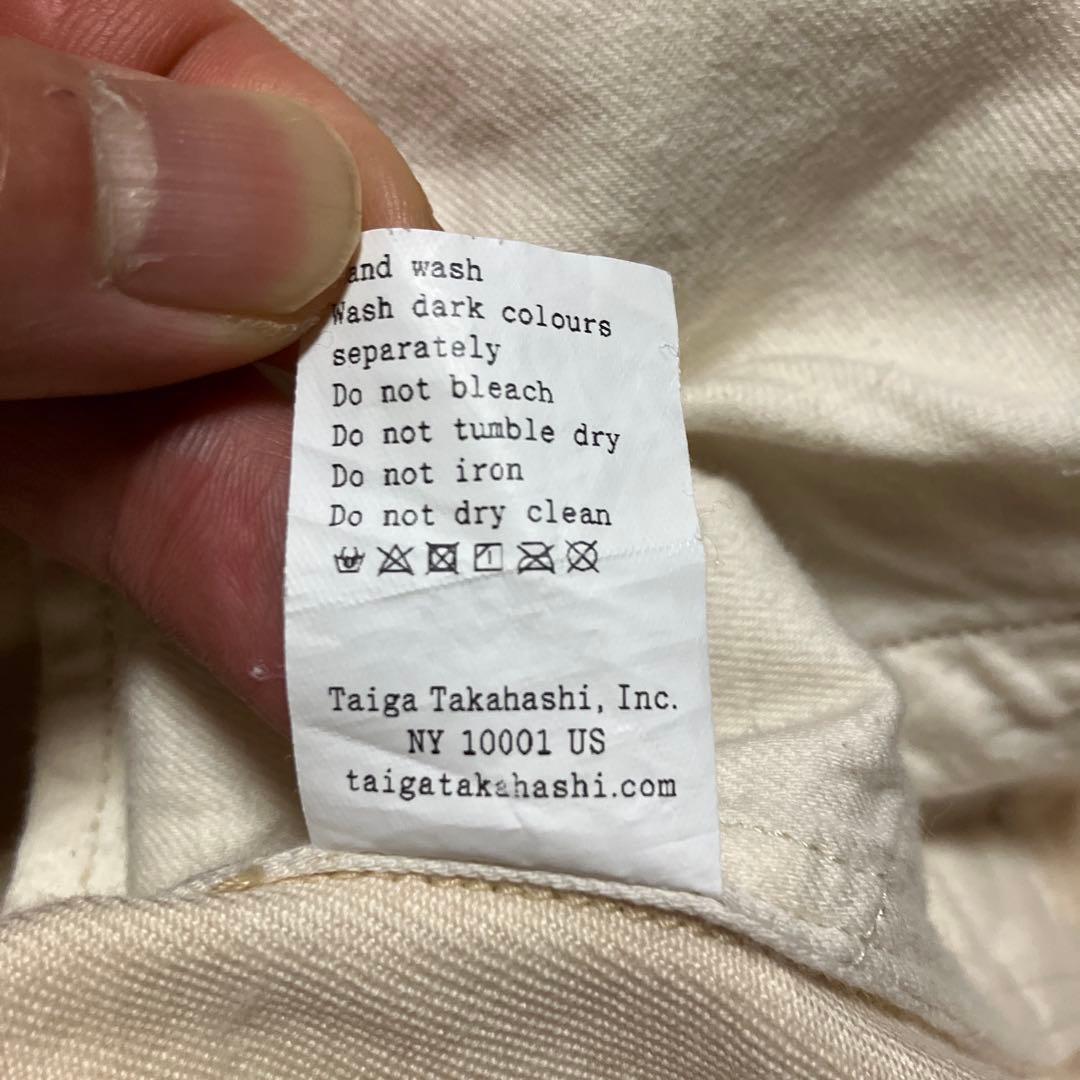 and wash
Wash dark colours
separately
Do not bleach
Do not tumble dry
Do not iron
Do not dry clean
Taiga Takahashi, Inc.
NY 10001 US
taigatakahashi.com